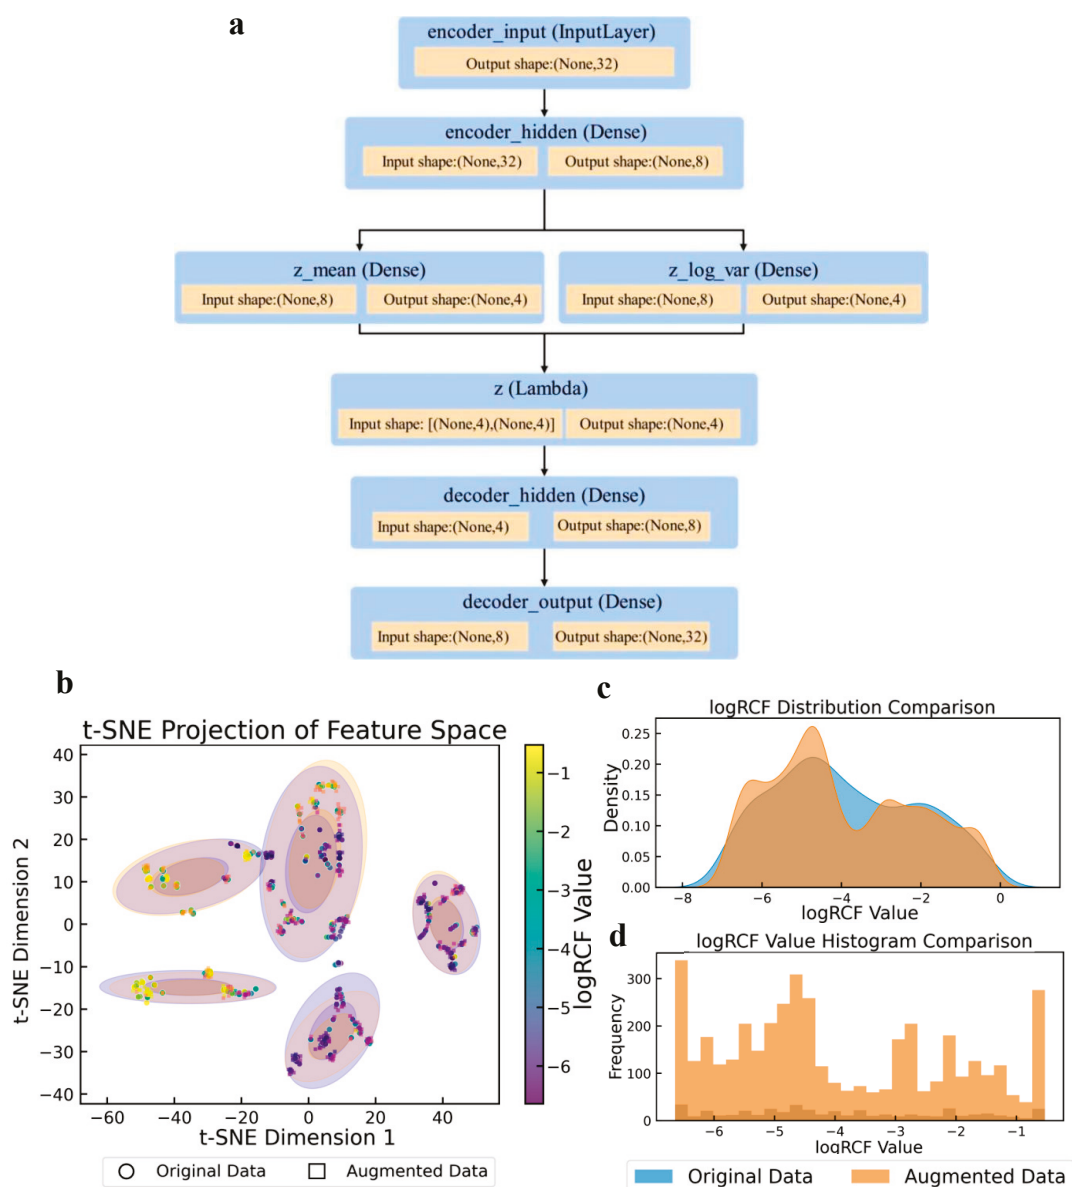 a
encoder_input (InputLayer)
Output shape:(None,32)
encoder_hidden (Dense)
Input shape:(None,32) Output shape:(None,8)
z_mean (Dense) z_log_var (Dense)
Input shape:(None,8) Output shape:(None,4) Input shape:(None,8) Output shape:(None,4)
z (Lambda)
Input shape: [(None,4),(None,4)] Output shape:(None,4)
decoder_hidden (Dense)
Input shape:(None,4) Output shape:(None,8)
decoder_output (Dense)
Input shape:(None,8) Output shape:(None,32)
b
t-SNE Projection of Feature Space
t-SNE Dimension 2
40
30
20
10
0
−10
−20
−30
−40
−60 −40 −20 0 20 40
t-SNE Dimension 1
−1
−2
−3
−4
−5
−6
logRCF Value
Original Data Augmented Data
c
logRCF Distribution Comparison
Density
0.25
0.20
0.15
0.10
0.05
0.00
−8 −6 −4 −2 0
logRCF Value
d
logRCF Value Histogram Comparison
Frequency
300
200
100
0
−6 −5 −4 −3 −2 −1
logRCF Value
Original Data Augmented Data